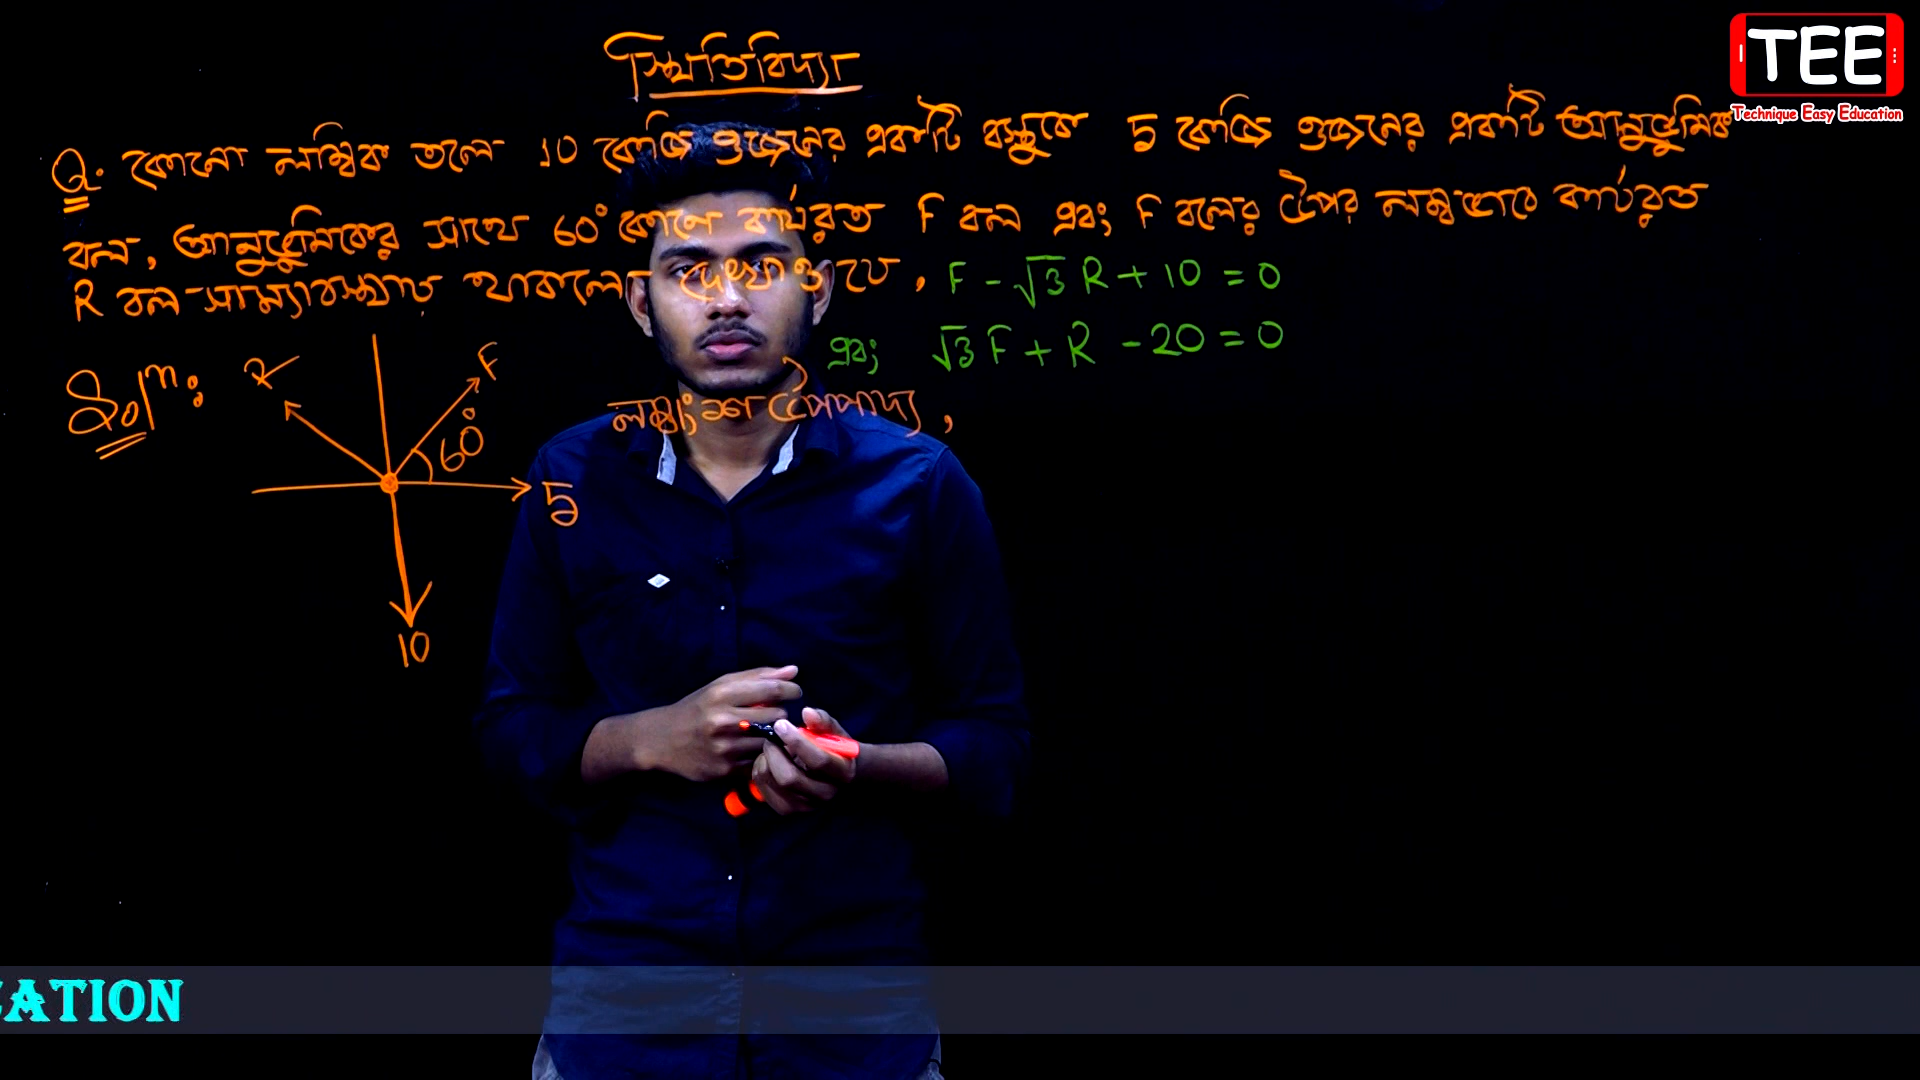 স্থিতিবিদ্যা
TEE
Technique Easy Education
Q. কোনো লম্বিক তলে 10 কেজি ওজনের একটি বস্তুকে 5 কেজি ওজনের একটি আনুভূমিক
বল, আনুভূমিকের সাথে 60° কোণে কার্যরত F বল এবং F বলের উপর লম্বভাবে কার্যরত
R বল সাম্যাবস্থায় থাকলে দেখাও যে, F - √3 R + 10 = 0
এবং √3 F + R - 20 = 0
Solⁿ:
R
F
60°
5
10
লম্বাংশ উপপাদ্য,
CATION